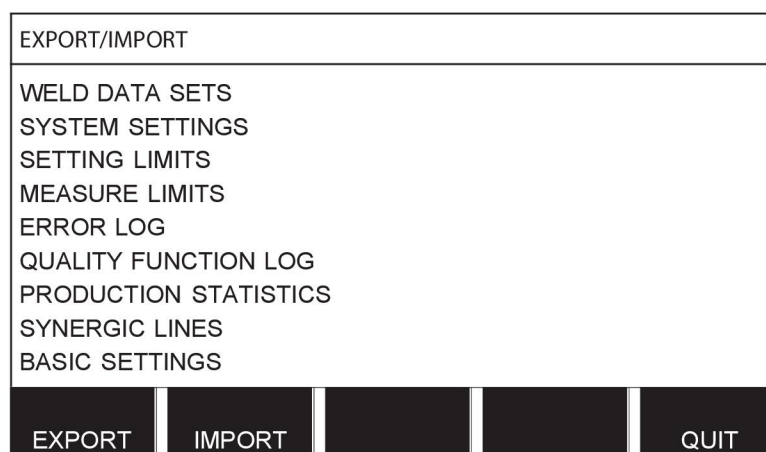 EXPORT/IMPORT
WELD DATA SETS
SYSTEM SETTINGS
SETTING LIMITS
MEASURE LIMITS
ERROR LOG
QUALITY FUNCTION LOG
PRODUCTION STATISTICS
SYNERGIC LINES
BASIC SETTINGS
EXPORT IMPORT QUIT